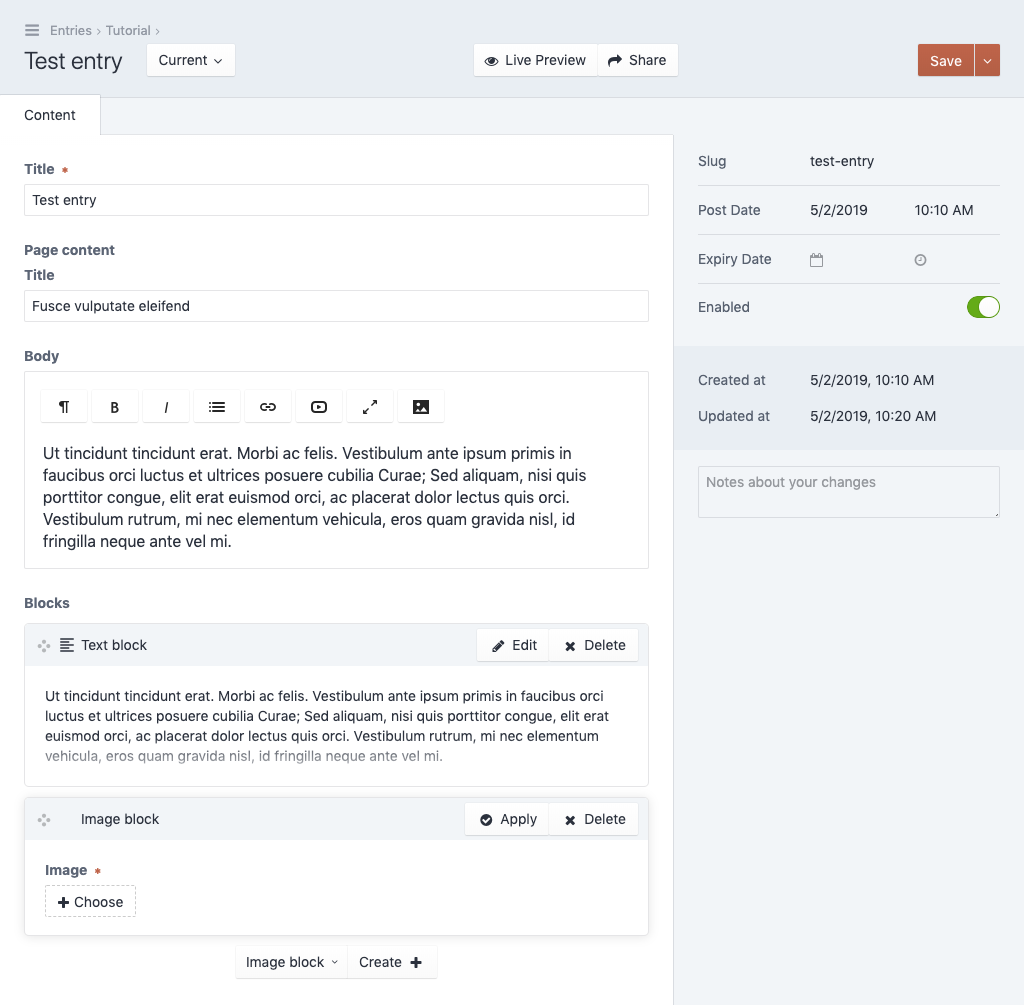 Entries › Tutorial ›
Test entry
Current
Live Preview
Share
Save
Content
Title *
Test entry
Page content
Title
Fusce vulputate eleifend
Body
¶ B I
Ut tincidunt tincidunt erat. Morbi ac felis. Vestibulum ante ipsum primis in
faucibus orci luctus et ultrices posuere cubilia Curae; Sed aliquam, nisi quis
porttitor congue, elit erat euismod orci, ac placerat dolor lectus quis orci.
Vestibulum rutrum, mi nec elementum vehicula, eros quam gravida nisl, id
fringilla neque ante vel mi.
Blocks
Text block
Edit
Delete
Ut tincidunt tincidunt erat. Morbi ac felis. Vestibulum ante ipsum primis in faucibus orci
luctus et ultrices posuere cubilia Curae; Sed aliquam, nisi quis porttitor congue, elit erat
euismod orci, ac placerat dolor lectus quis orci. Vestibulum rutrum, mi nec elementum
vehicula, eros quam gravida nisl, id fringilla neque ante vel mi.
Image block
Apply
Delete
Image *
Choose
Image block
Create
Slug test-entry
Post Date 5/2/2019 10:10 AM
Expiry Date
Enabled
Created at 5/2/2019, 10:10 AM
Updated at 5/2/2019, 10:20 AM
Notes about your changes